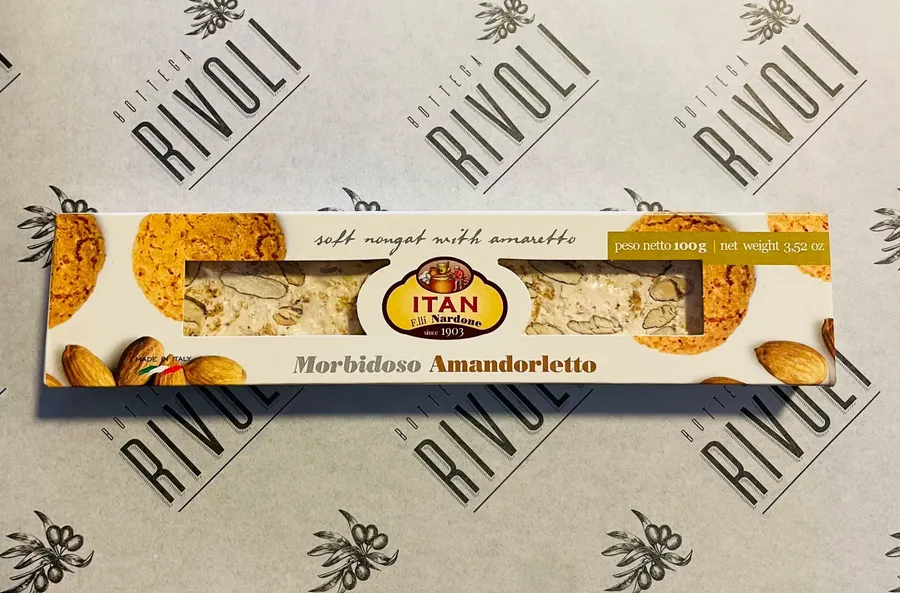 BOTTEGA
RIVOLI
BOTTEGA
RIVOLI
BOTTEGA
RIVOLI
soft nougat with amaretto
peso netto 100 g | net weight 3,52 oz
ITAN
F.lli Nardone
since 1903
MADE IN ITALY
Morbidoso Amandorletto
BOTTEGA
RIVOLI
BOTTEGA
RIVOLI
BOTTEGA
RIVOLI